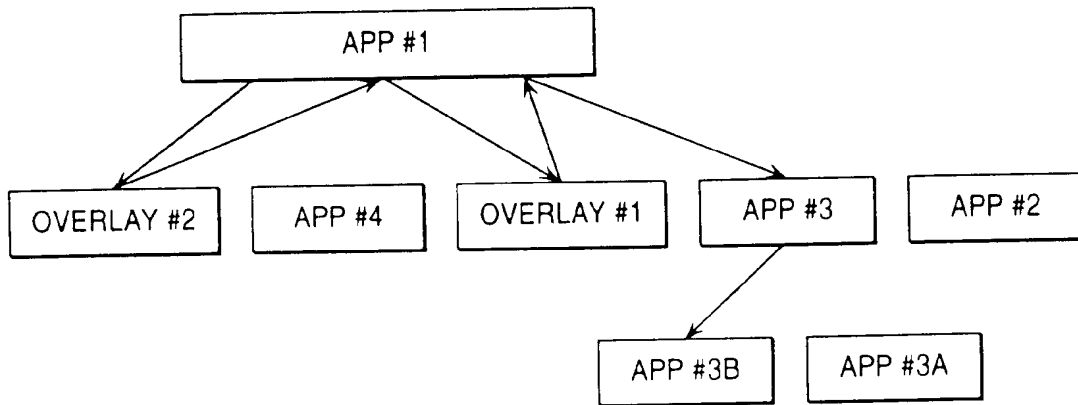 APP #1
OVERLAY #2
APP #4
OVERLAY #1
APP #3
APP #2
APP #3B
APP #3A